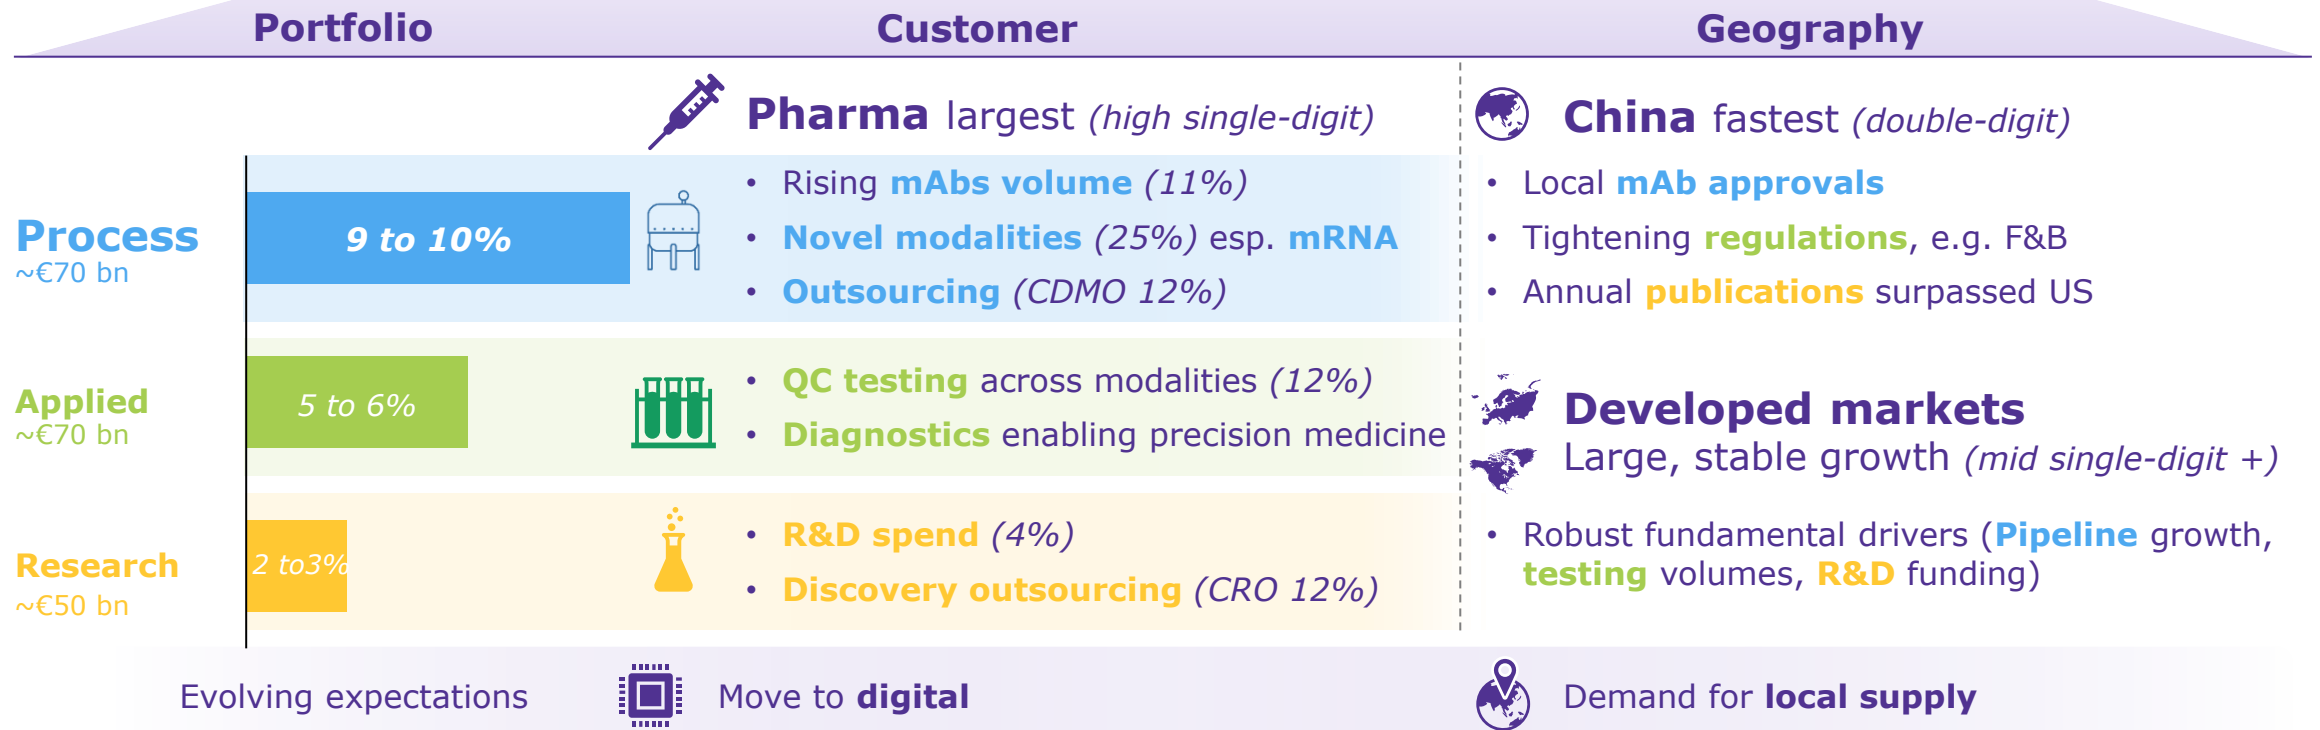 Portfolio
Customer
Geography
Pharma largest (high single-digit)
China fastest (double-digit)
Process
~€70 bn
9 to 10%
• Rising mAbs volume (11%)
• Novel modalities (25%) esp. mRNA
• Outsourcing (CDMO 12%)
• Local mAb approvals
• Tightening regulations, e.g. F&B
• Annual publications surpassed US
Applied
~€70 bn
5 to 6%
• QC testing across modalities (12%)
• Diagnostics enabling precision medicine
Developed markets
Large, stable growth (mid single-digit +)
Research
~€50 bn
2 to3%
• R&D spend (4%)
• Discovery outsourcing (CRO 12%)
• Robust fundamental drivers (Pipeline growth,
testing volumes, R&D funding)
Evolving expectations
Move to digital
Demand for local supply